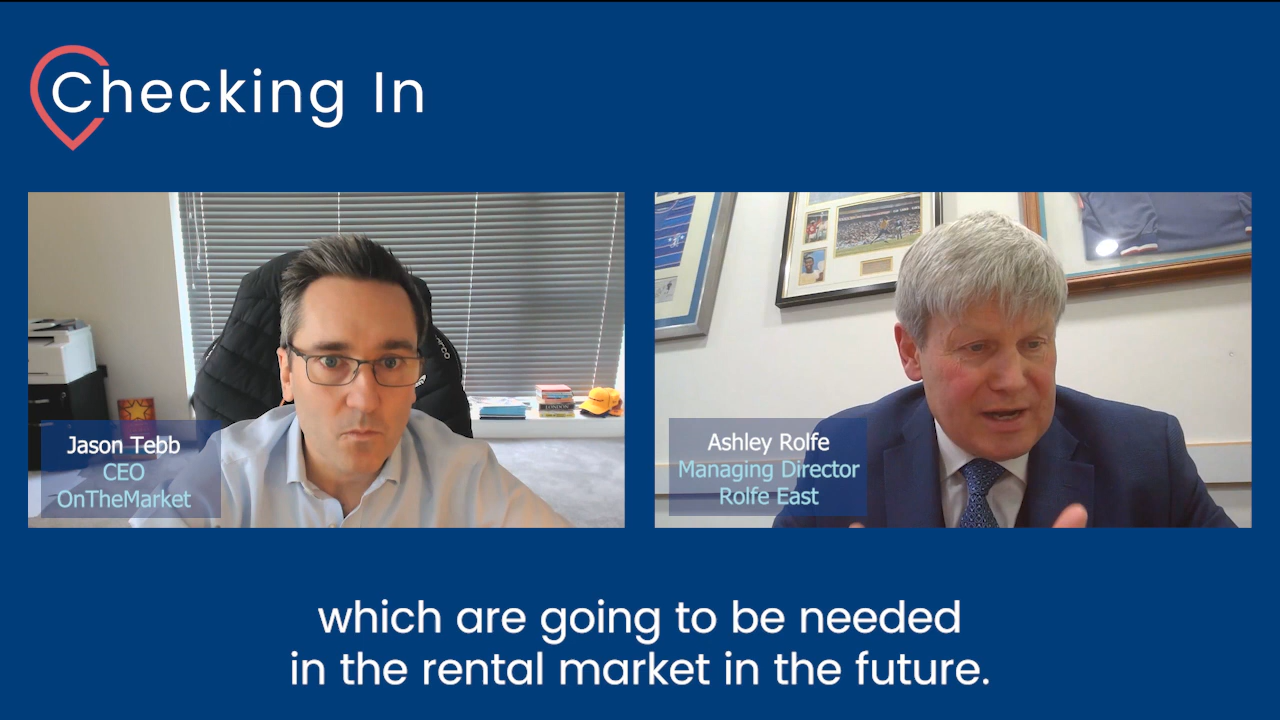 Checking In
Jason Tebb
CEO
OnTheMarket
Ashley Rolfe
Managing Director
Rolfe East
which are going to be needed
in the rental market in the future.